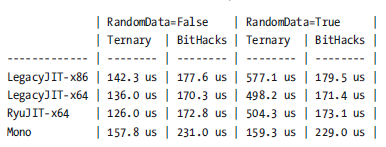 | RandomData=False | RandomData=True |
| Ternary | BitHacks | Ternary | BitHacks |
------------- | -------- | -------- | -------- | -------- |
LegacyJIT-x86 | 142.3 us | 177.6 us | 577.1 us | 179.5 us |
LegacyJIT-x64 | 136.0 us | 170.3 us | 498.2 us | 171.4 us |
RyuJIT-x64 | 126.0 us | 172.8 us | 504.3 us | 173.1 us |
Mono | 157.8 us | 231.0 us | 159.3 us | 229.0 us |